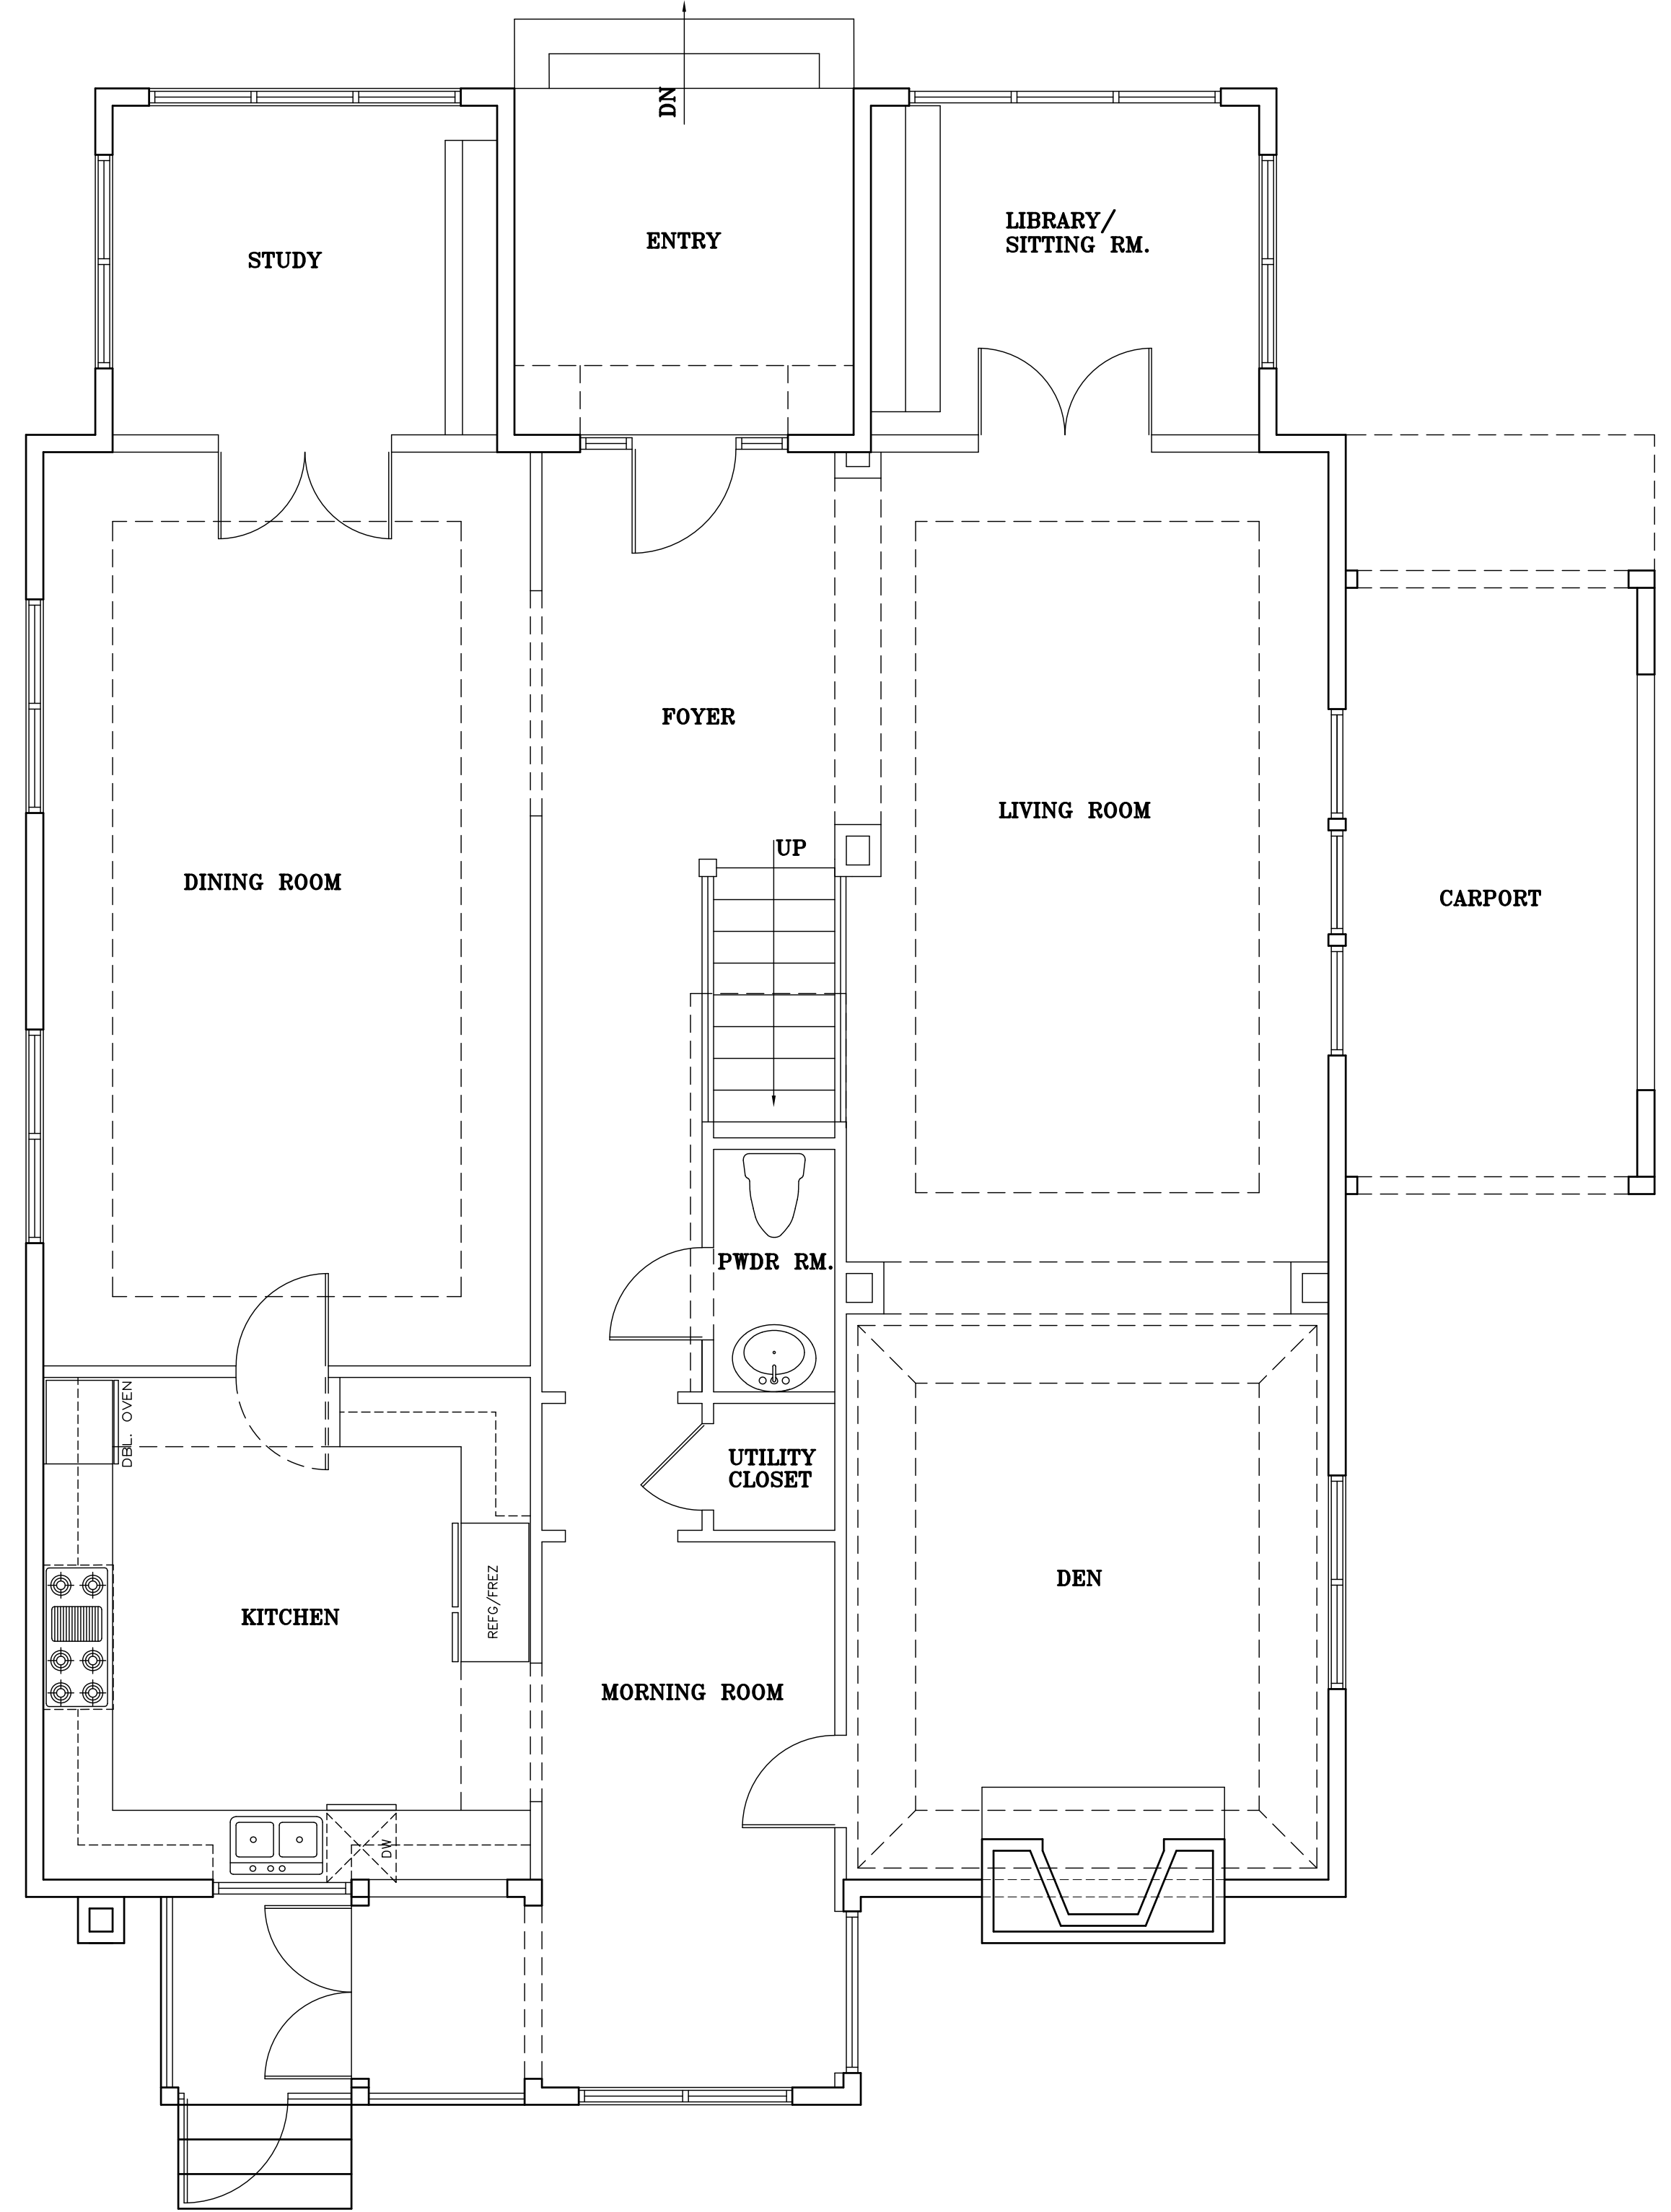 DN
STUDY
ENTRY
LIBRARY/
SITTING RM.
FOYER
LIVING ROOM
UP
DINING ROOM
CARPORT
PWDR RM.
DBL. OVEN
UTILITY
CLOSET
REFG/FREZ
DEN
KITCHEN
MORNING ROOM
DW